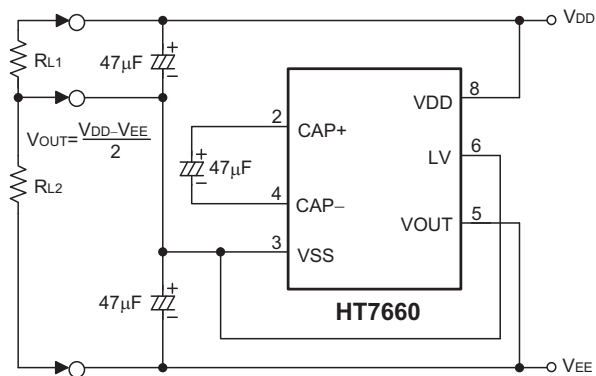 VDD
RL1
47µF
+
−
VDD
8
2
CAP+
VOUT=VDD−VEE/2
6
LV
+
47µF
−
RL2
4
CAP−
VOUT
5
3
VSS
47µF
+
−
HT7660
VEE